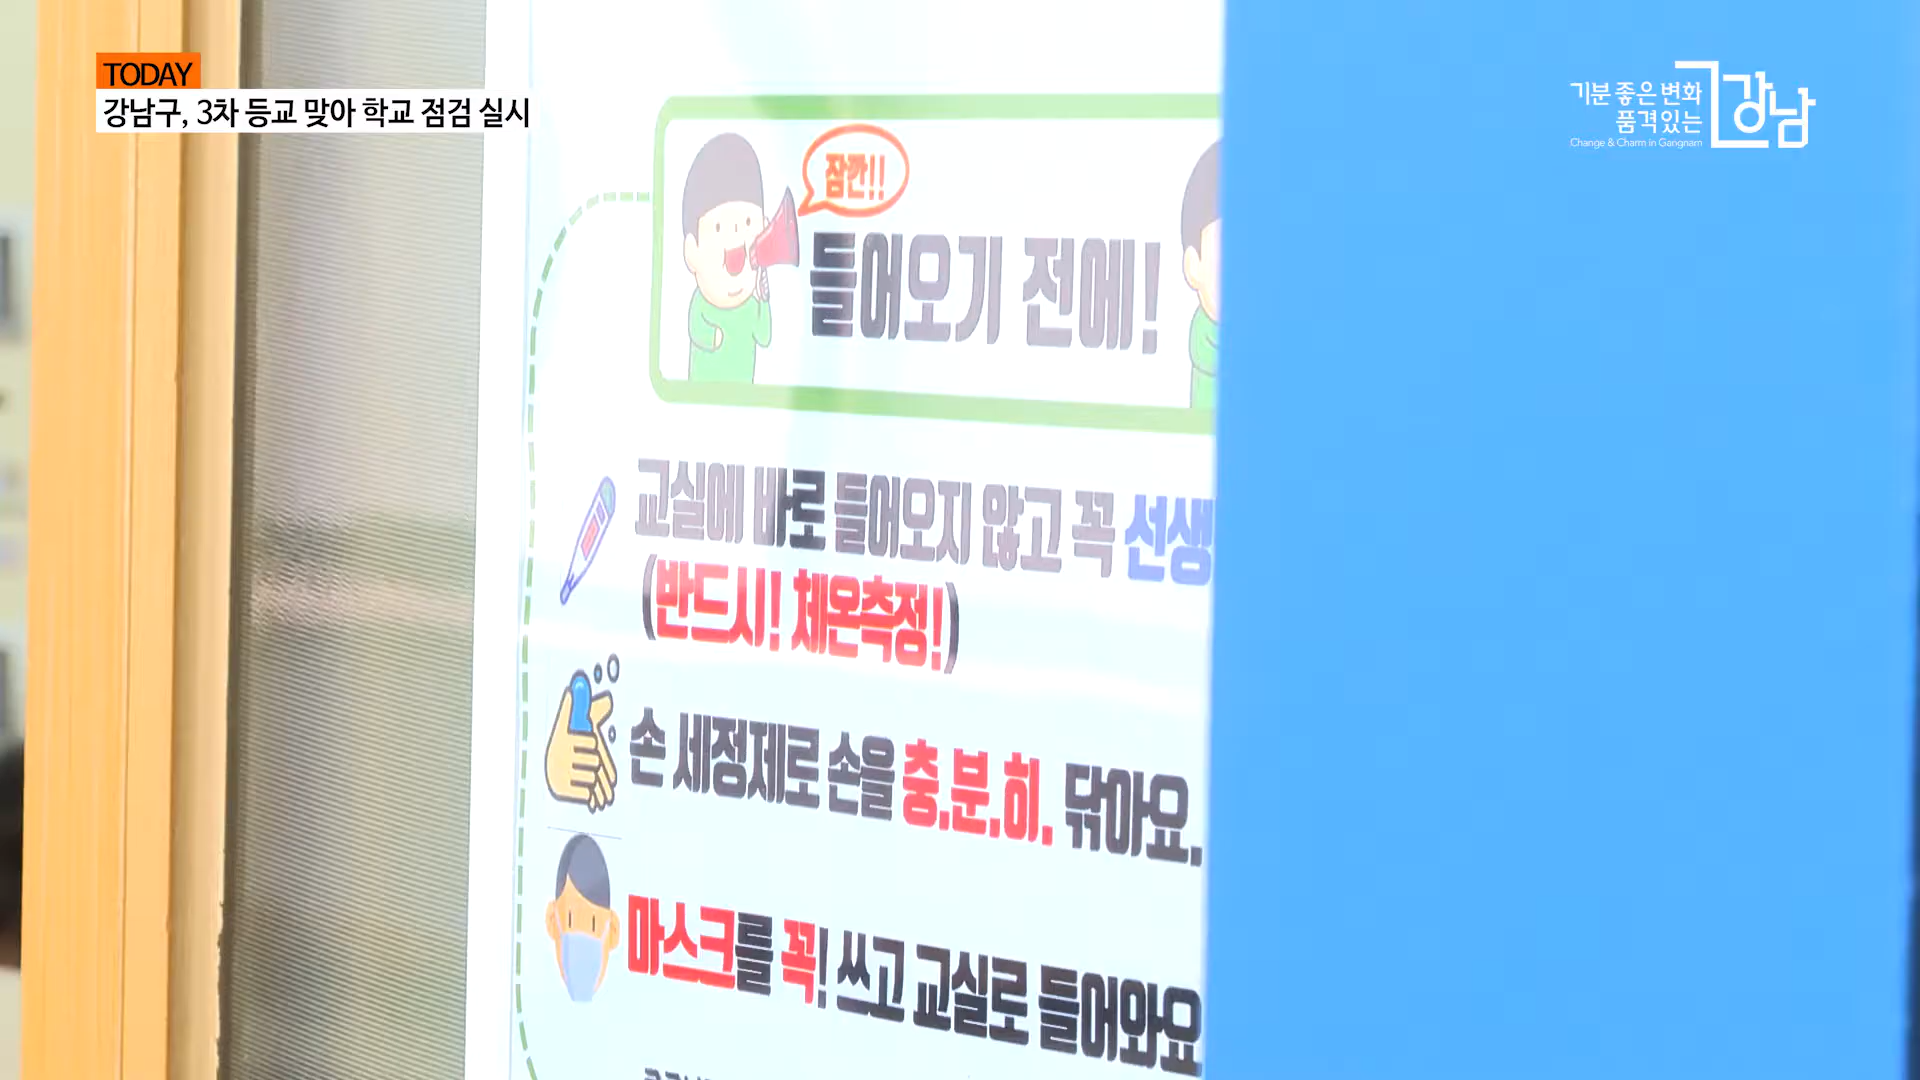 TODAY
강남구, 3차 등교 맞아 학교 점검 실시
기분 좋은 변화
품격 있는
강남
Change & Charm in Gangnam
잠깐!!
들어오기 전에!
교실에 바로 들어오지 않고 꼭 선생
(반드시! 체온측정!)
손 세정제로 손을 충.분.히. 닦아요.
마스크를 꼭! 쓰고 교실로 들어와요